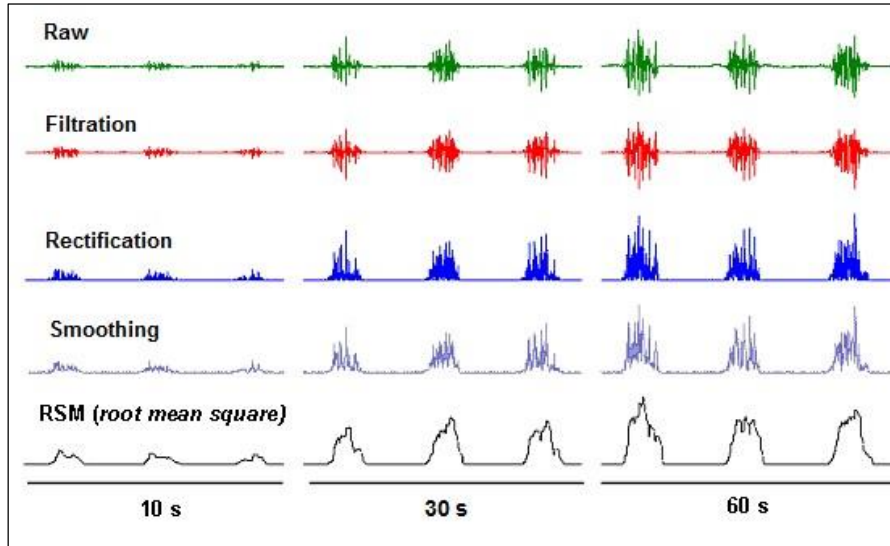 Raw
Filtration
Rectification
Smoothing
RSM (root mean square)
10 s
30 s
60 s